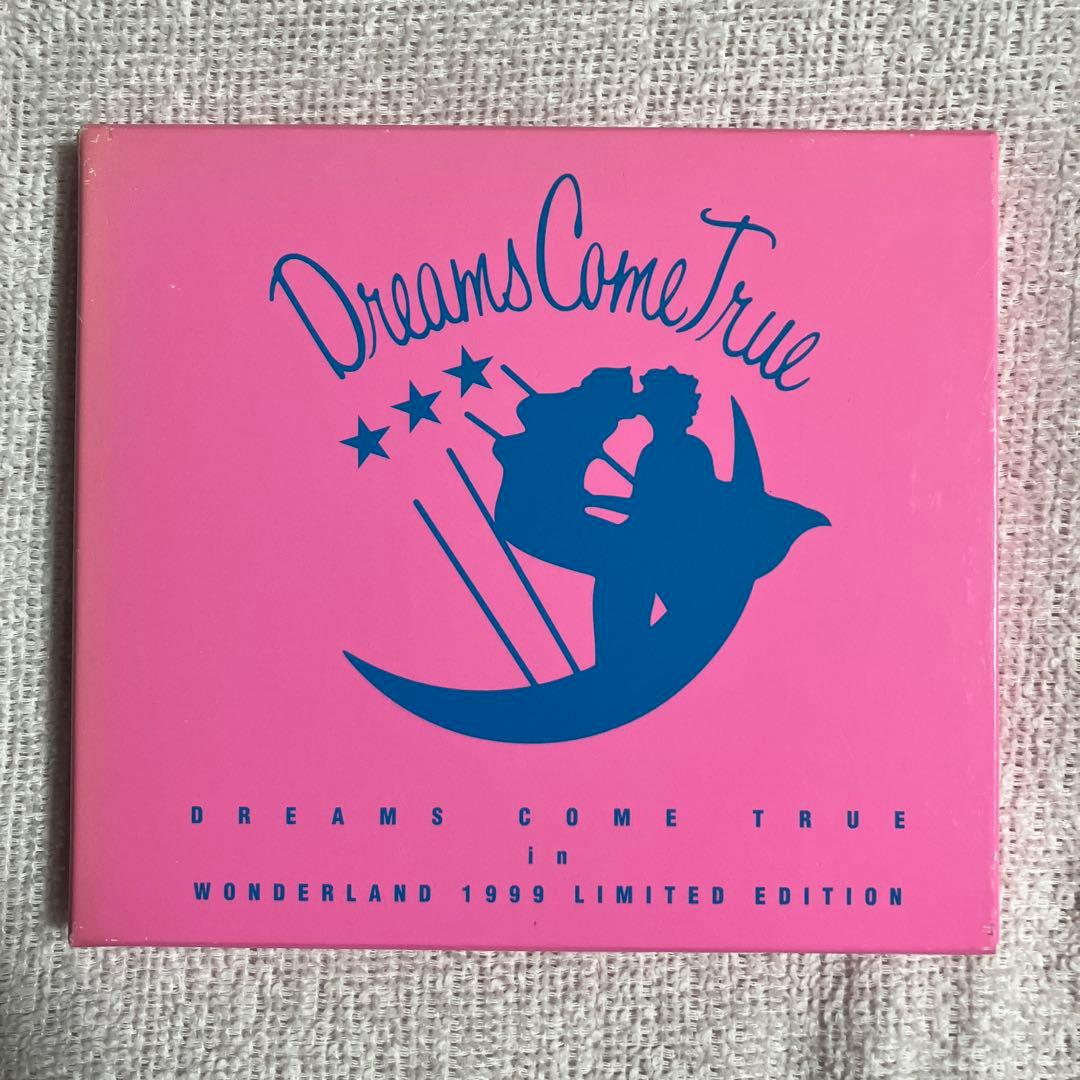 Dreams Come True
DREAMS COME TRUE
in
WONDERLAND 1999 LIMITED EDITION